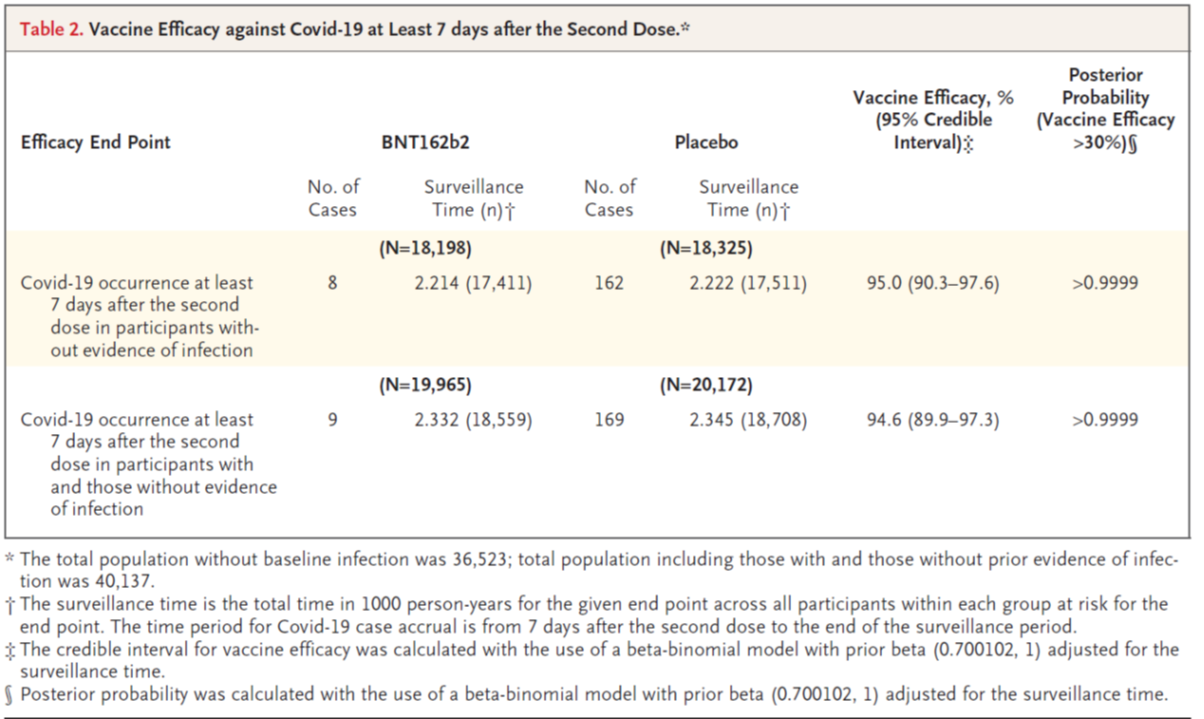 Table 2. Vaccine Efficacy against Covid-19 at Least 7 days after the Second Dose.*
Efficacy End Point BNT162b2 Placebo Vaccine Efficacy, % (95% Credible Interval)‡ Posterior Probability (Vaccine Efficacy >30%)§
No. of Cases Surveillance Time (n)† No. of Cases Surveillance Time (n)†
(N=18,198) (N=18,325)
Covid-19 occurrence at least 8 2.214 (17,411) 162 2.222 (17,511) 95.0 (90.3–97.6) >0.9999
7 days after the second
dose in participants with-
out evidence of infection
(N=19,965) (N=20,172)
Covid-19 occurrence at least 9 2.332 (18,559) 169 2.345 (18,708) 94.6 (89.9–97.3) >0.9999
7 days after the second
dose in participants with
and those without evidence
of infection
* The total population without baseline infection was 36,523; total population including those with and those without prior evidence of infec-
tion was 40,137.
† The surveillance time is the total time in 1000 person-years for the given end point across all participants within each group at risk for the
end point. The time period for Covid-19 case accrual is from 7 days after the second dose to the end of the surveillance period.
‡ The credible interval for vaccine efficacy was calculated with the use of a beta-binomial model with prior beta (0.700102, 1) adjusted for the
surveillance time.
§ Posterior probability was calculated with the use of a beta-binomial model with prior beta (0.700102, 1) adjusted for the surveillance time.